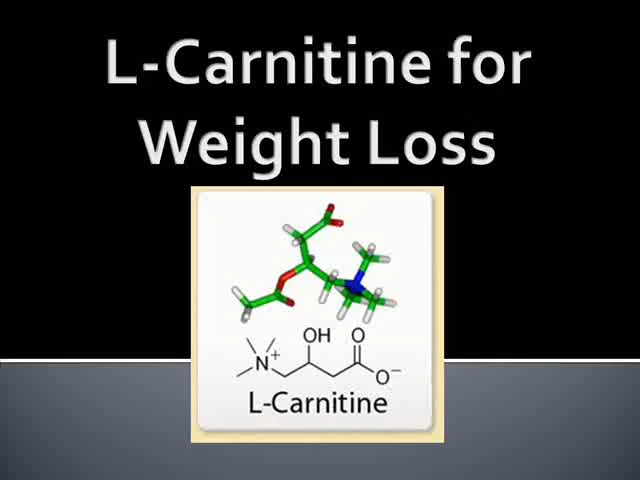 L-Carnitine for
Weight Loss
OH O
N+
O−
L-Carnitine